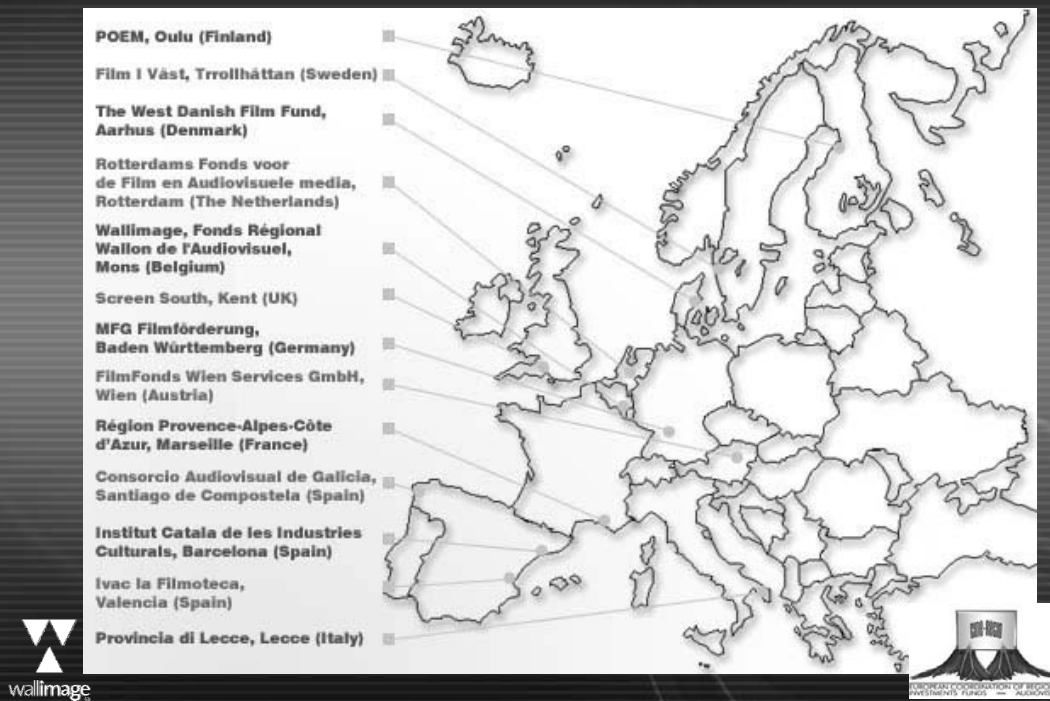 POEM, Oulu (Finland)
Film I Väst, Trrollhättan (Sweden)
The West Danish Film Fund,
Aarhus (Denmark)
Rotterdams Fonds voor
de Film en Audiovisuele media,
Rotterdam (The Netherlands)
Wallimage, Fonds Régional
Wallon de l'Audiovisuel,
Mons (Belgium)
Screen South, Kent (UK)
MFG Filmförderung,
Baden Württemberg (Germany)
FilmFonds Wien Services GmbH,
Wien (Austria)
Région Provence-Alpes-Côte
d'Azur, Marseille (France)
Consorcio Audiovisual de Galicia,
Santiago de Compostela (Spain)
Institut Catala de les Industries
Culturals, Barcelona (Spain)
Ivac la Filmoteca,
Valencia (Spain)
Provincia di Lecce, Lecce (Italy)
wallimage
CINE-REGIO
EUROPEAN COORDINATION OF REGIO
INVESTMENTS FUNDS — AUDIOVIS